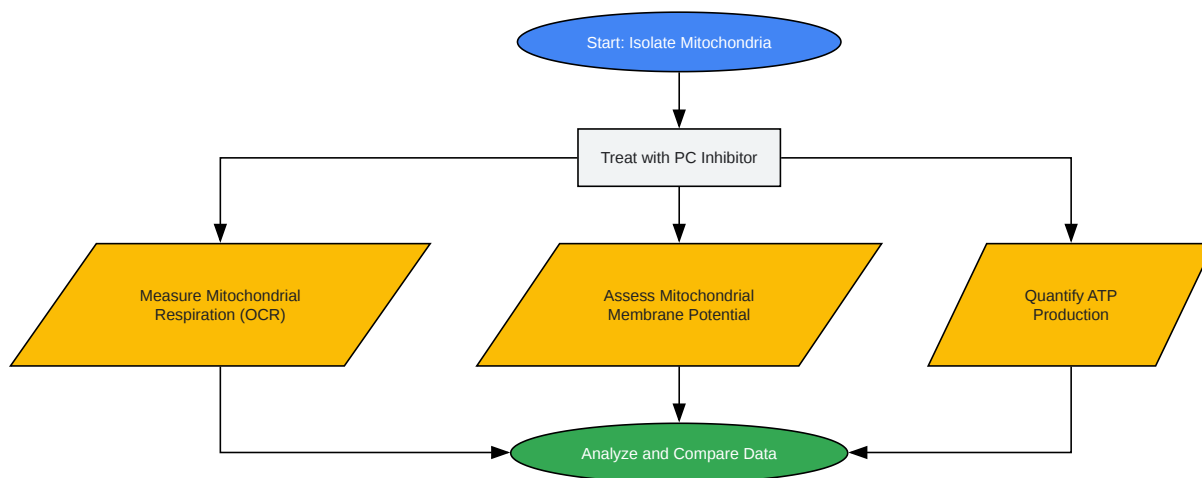 Start: Isolate Mitochondria
Treat with PC Inhibitor
Measure Mitochondrial
Respiration (OCR)
Assess Mitochondrial
Membrane Potential
Quantify ATP
Production
Analyze and Compare Data